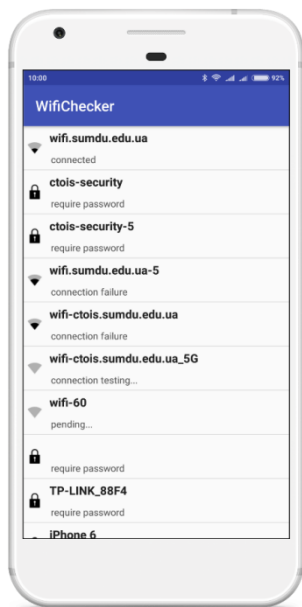 10:00 92%
WifiChecker
wifi.sumdu.edu.ua
connected
ctois-security
require password
ctois-security-5
require password
wifi.sumdu.edu.ua-5
connection failure
wifi-ctois.sumdu.edu.ua
connection failure
wifi-ctois.sumdu.edu.ua_5G
connection testing...
wifi-60
pending...
require password
TP-LINK_88F4
require password
iPhone 6